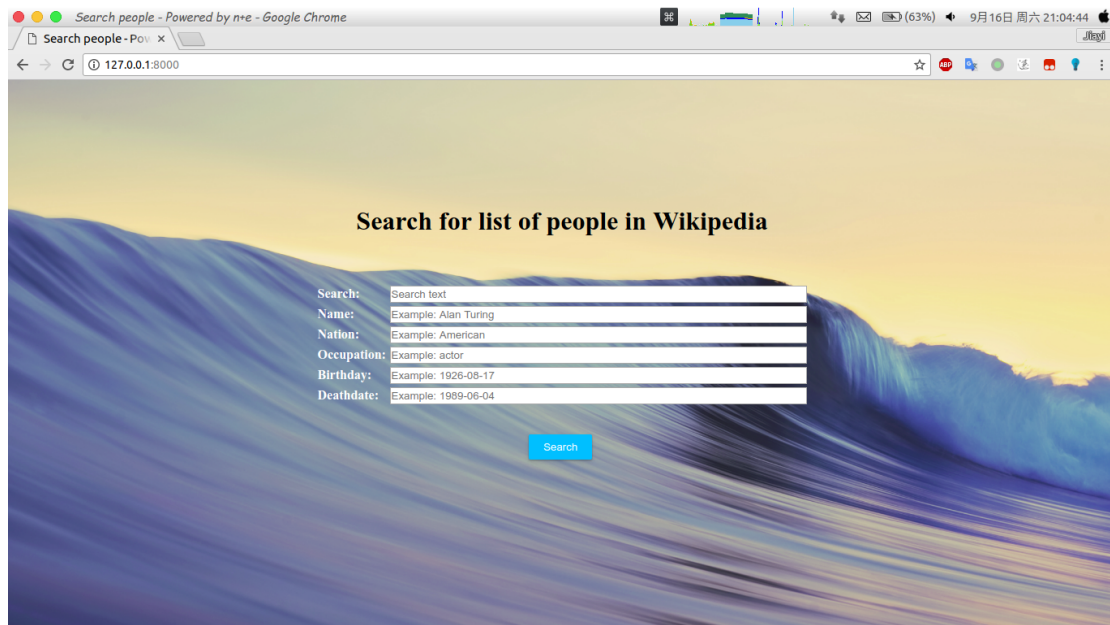 Search people - Powered by n+e - Google Chrome
(63%)
9月16日 周六 21:04:44
Search people - Pow
Jiayi
127.0.0.1:8000
ABP
Search for list of people in Wikipedia
Search: Search text
Name: Example: Alan Turing
Nation: Example: American
Occupation: Example: actor
Birthday: Example: 1926-08-17
Deathdate: Example: 1989-06-04
Search